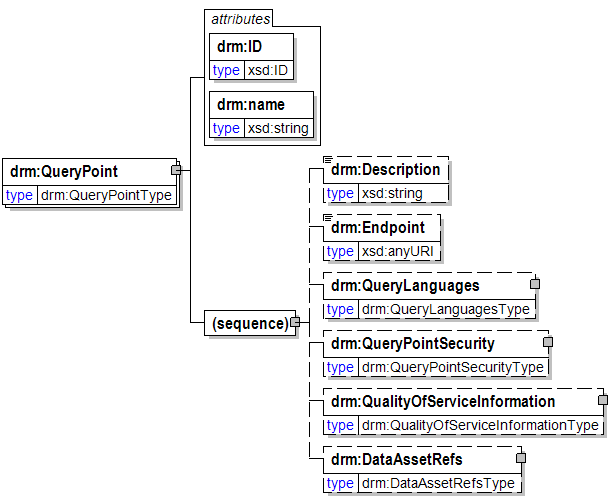 attributes
drm:ID
type xsd:ID
drm:name
type xsd:string
drm:QueryPoint
type drm:QueryPointType
(sequence)
drm:Description
type xsd:string
drm:Endpoint
type xsd:anyURI
drm:QueryLanguages
type drm:QueryLanguagesType
drm:QueryPointSecurity
type drm:QueryPointSecurityType
drm:QualityOfServiceInformation
type drm:QualityOfServiceInformationType
drm:DataAssetRefs
type drm:DataAssetRefsType